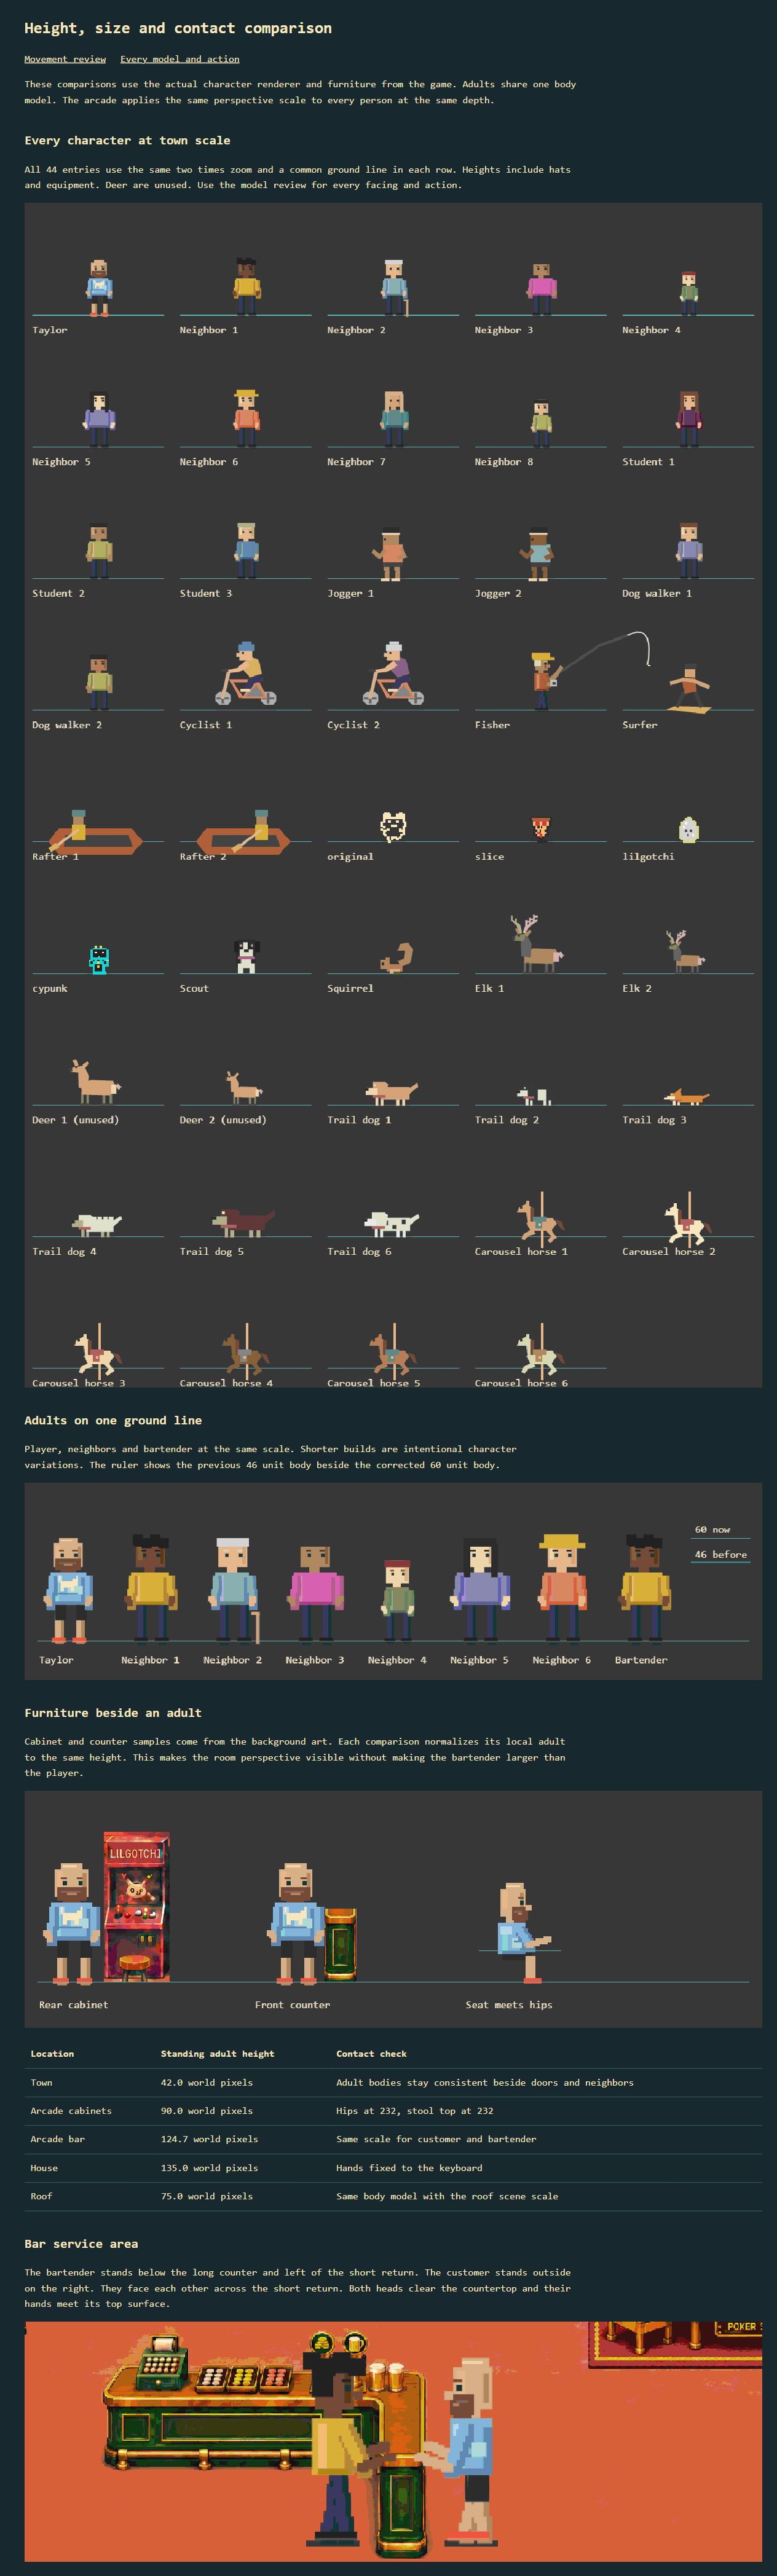 Height, size and contact comparison
Movement review Every model and action
These comparisons use the actual character renderer and furniture from the game. Adults share one body
model. The arcade applies the same perspective scale to every person at the same depth.
Every character at town scale
All 44 entries use the same two times zoom and a common ground line in each row. Heights include hats
and equipment. Deer are unused. Use the model review for every facing and action.
Taylor Neighbor 1 Neighbor 2 Neighbor 3 Neighbor 4
Neighbor 5 Neighbor 6 Neighbor 7 Neighbor 8 Student 1
Student 2 Student 3 Jogger 1 Jogger 2 Dog walker 1
Dog walker 2 Cyclist 1 Cyclist 2 Fisher Surfer
Rafter 1 Rafter 2 original slice lilgotchi
cypunk Scout Squirrel Elk 1 Elk 2
Deer 1 (unused) Deer 2 (unused) Trail dog 1 Trail dog 2 Trail dog 3
Trail dog 4 Trail dog 5 Trail dog 6 Carousel horse 1 Carousel horse 2
Carousel horse 3 Carousel horse 4 Carousel horse 5 Carousel horse 6
Adults on one ground line
Player, neighbors and bartender at the same scale. Shorter builds are intentional character
variations. The ruler shows the previous 46 unit body beside the corrected 60 unit body.
60 now
46 before
Taylor Neighbor 1 Neighbor 2 Neighbor 3 Neighbor 4 Neighbor 5 Neighbor 6 Bartender
Furniture beside an adult
Cabinet and counter samples come from the background art. Each comparison normalizes its local adult
to the same height. This makes the room perspective visible without making the bartender larger than
the player.
LILGOTCHI
Rear cabinet Front counter Seat meets hips
Location Standing adult height Contact check
Town 42.0 world pixels Adult bodies stay consistent beside doors and neighbors
Arcade cabinets 90.0 world pixels Hips at 232, stool top at 232
Arcade bar 124.7 world pixels Same scale for customer and bartender
House 135.0 world pixels Hands fixed to the keyboard
Roof 75.0 world pixels Same body model with the roof scene scale
Bar service area
The bartender stands below the long counter and left of the short return. The customer stands outside
on the right. They face each other across the short return. Both heads clear the countertop and their
hands meet its top surface.
POKER